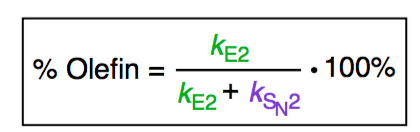 % Olefin = kE2 / (kE2 + kSN2) · 100%